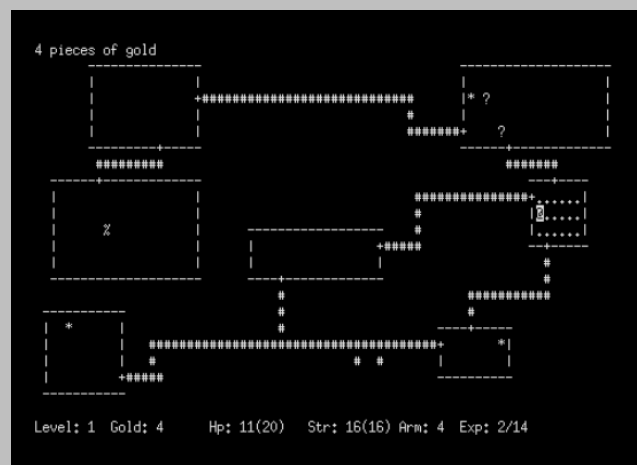 4 pieces of gold
Level: 1 Gold: 4 Hp: 11(20) Str: 16(16) Arm: 4 Exp: 2/14